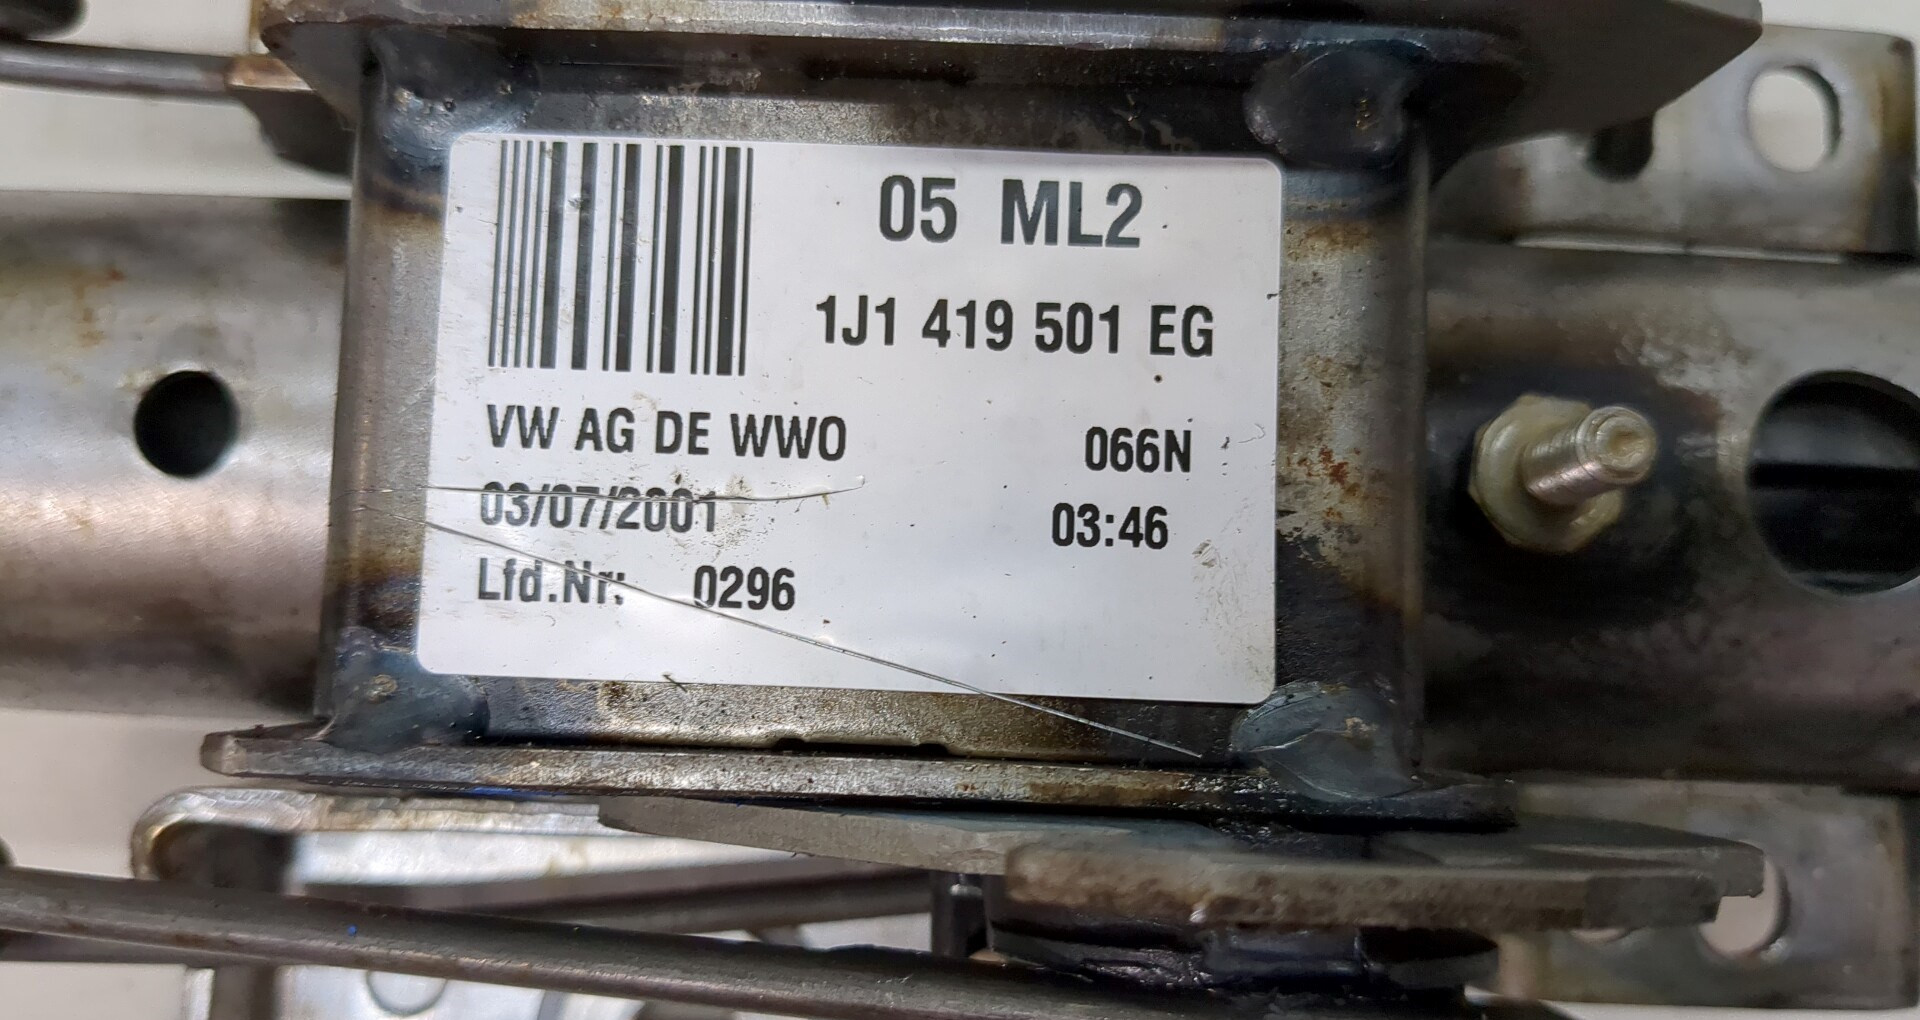 05 ML2
1J1 419 501 EG
VW AG DE WWO 066N
03/07/2001 03:46
Lfd.Nr: 0296